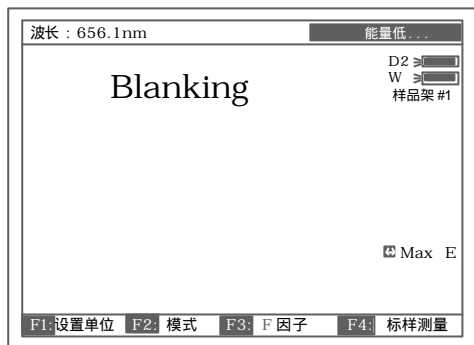 波长 : 656.1nm 能量低...
D2
Blanking
W
样品架 #1
Max E
F1:设置单位 F2: 模式 F3: F 因子 F4: 标样测量